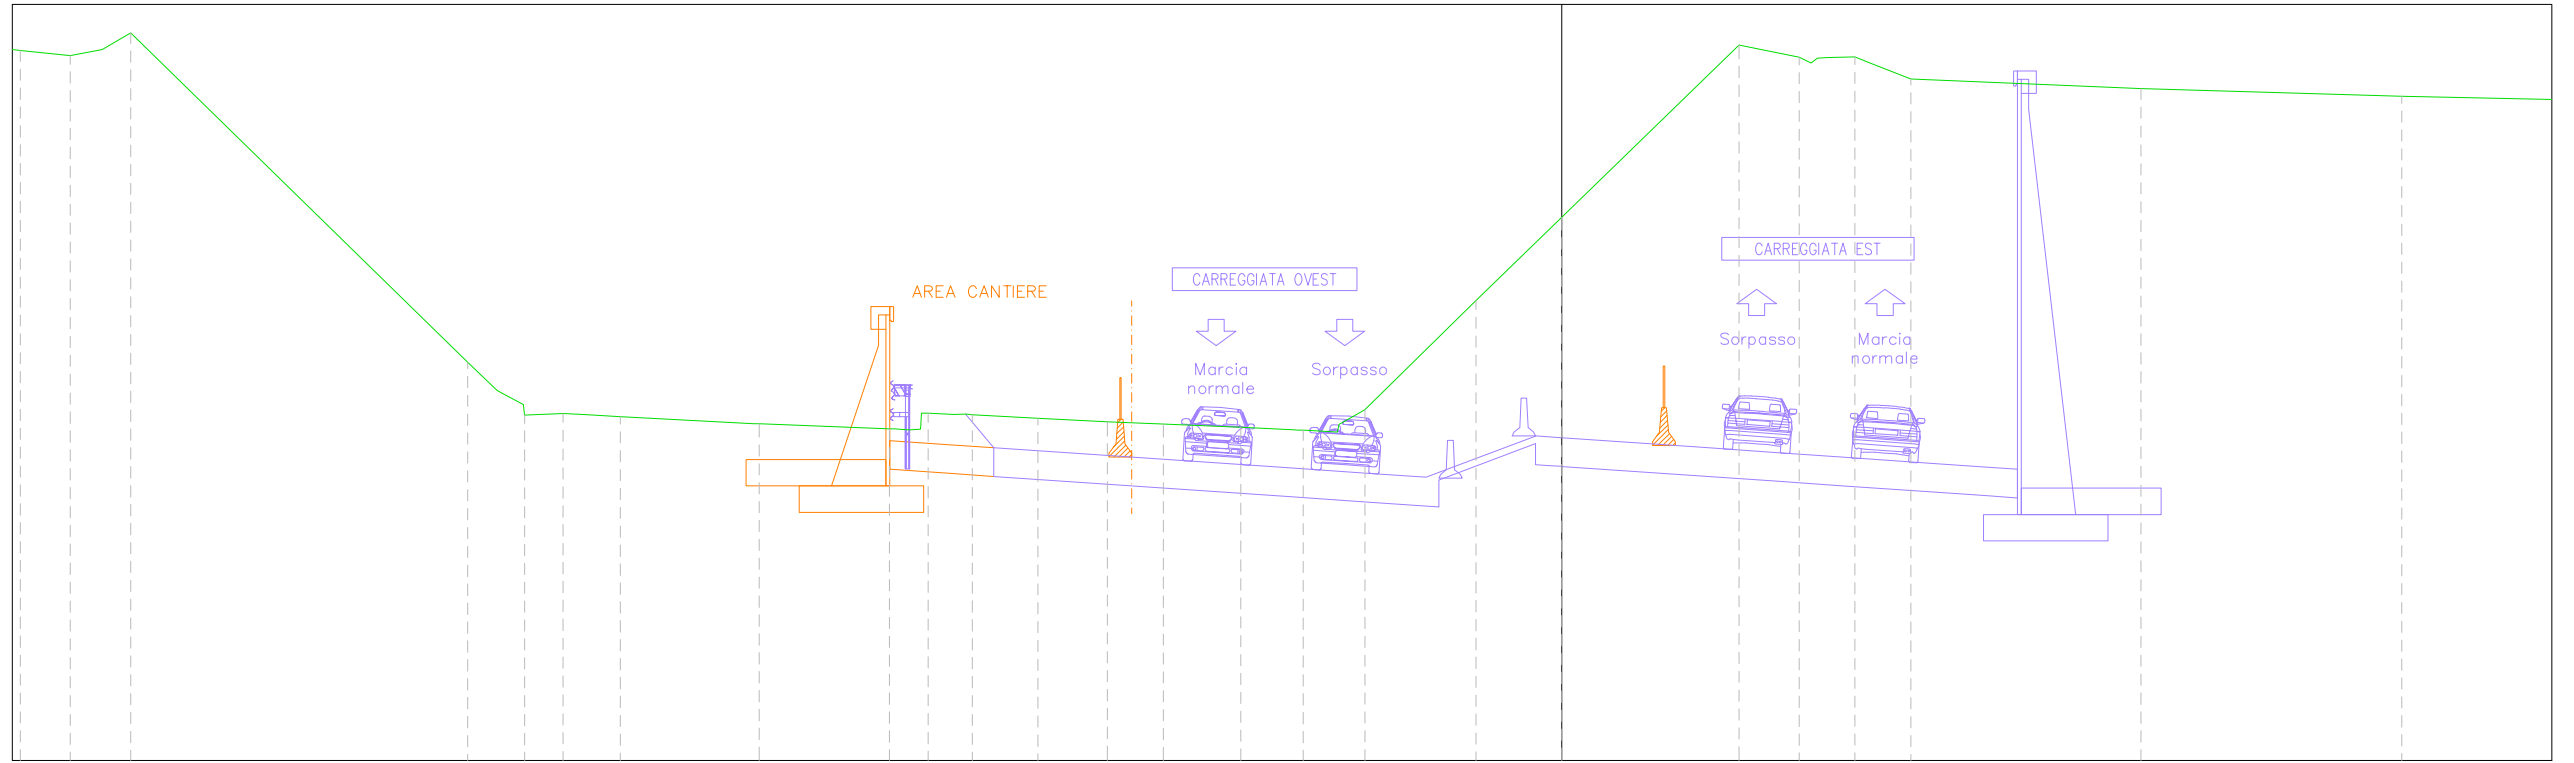 CARREGGIATA EST
CARREGGIATA OVEST
AREA CANTIERE
Sorpasso
Marcia
normale
Marcia
normale
Sorpasso